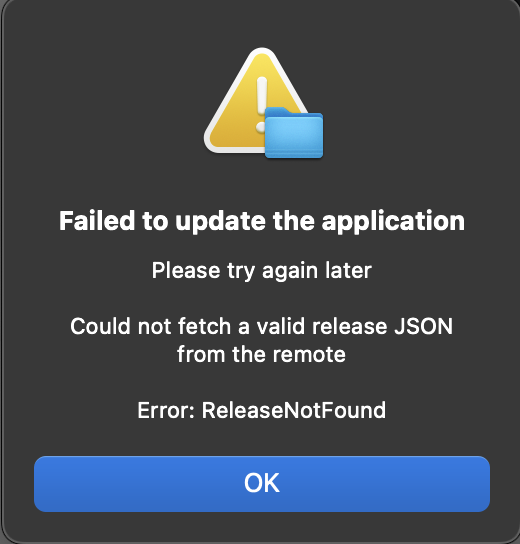 Failed to update the application
Please try again later
Could not fetch a valid release JSON
from the remote
Error: ReleaseNotFound
OK